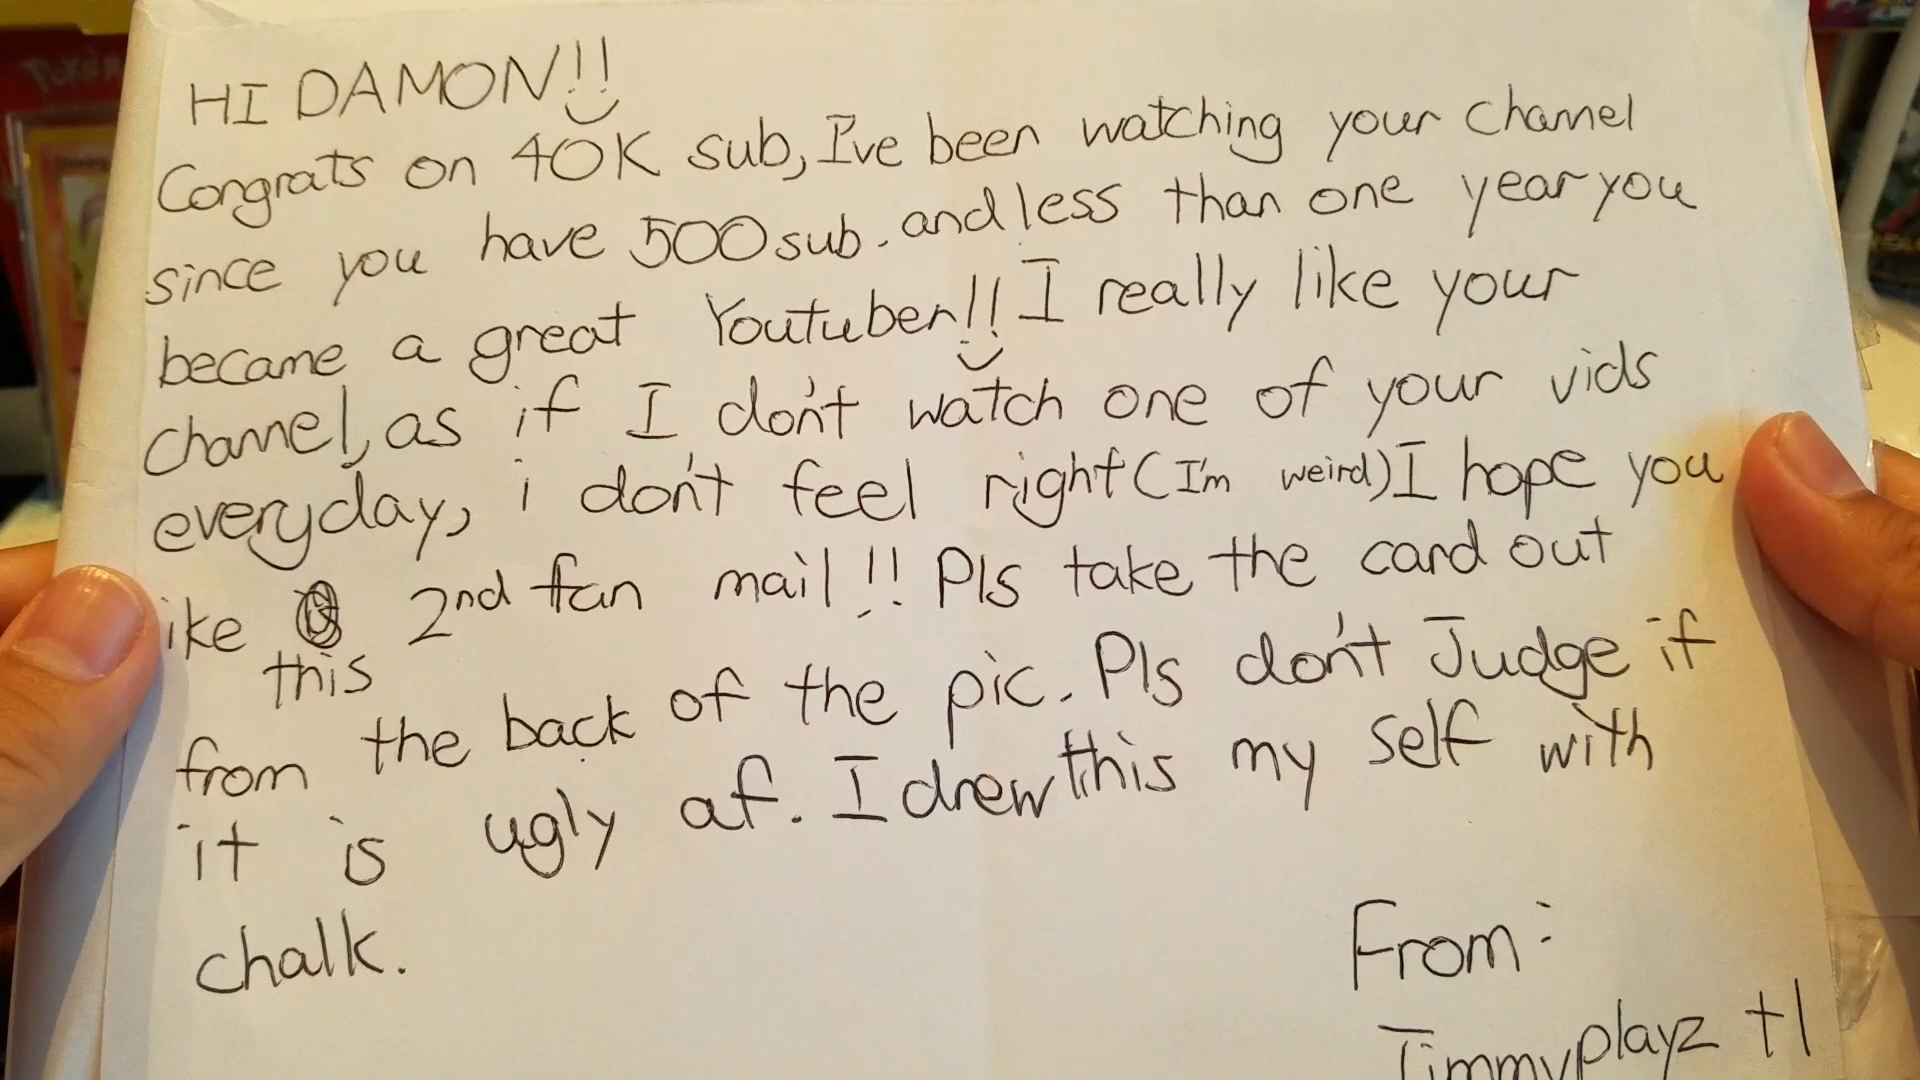 HI DAMON!!
Congrats on 40K sub, I've been watching your channel
since you have 500 sub. and less than one year you
became a great Youtuber!! I really like your
channel, as if I don't watch one of your vids
everyday, i don't feel right (I'm weird) I hope you
ike 2nd fan mail!! Pls take the card out
this
from the back of the pic. Pls don't Judge if
it is ugly af. I drew this my self with
chalk.
From:
Timmyplayz